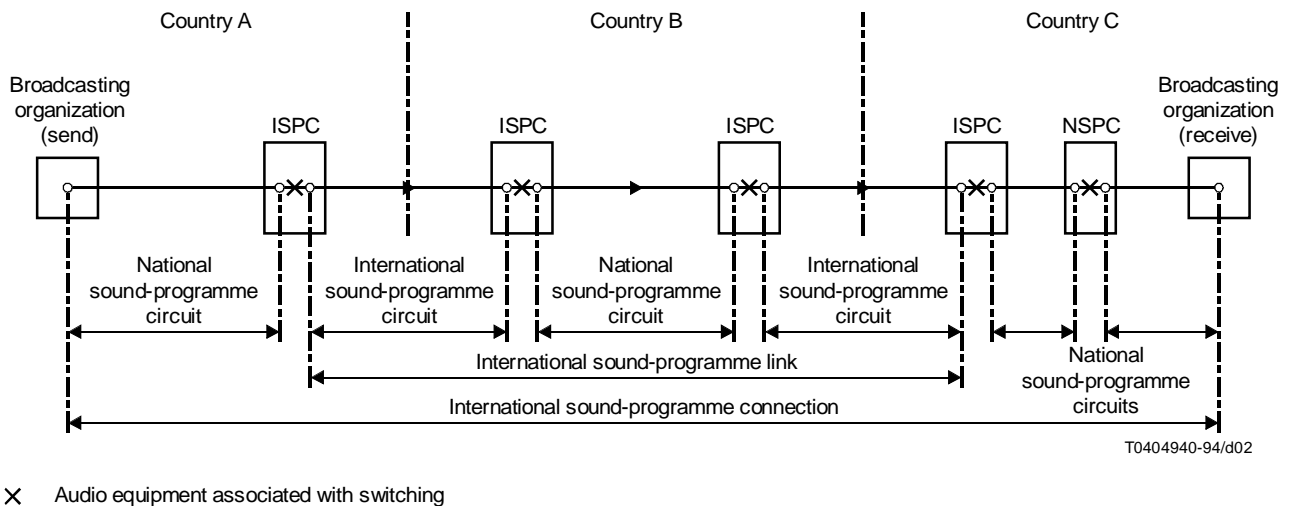 Country A
Country B
Country C
Broadcasting
organization
(send)
ISPC
ISPC
ISPC
ISPC
NSPC
Broadcasting
organization
(receive)
National
sound-programme
circuit
International
sound-programme
circuit
National
sound-programme
circuit
International
sound-programme
circuit
National
sound-programme
circuits
International sound-programme link
International sound-programme connection
T0404940-94/d02
Audio equipment associated with switching